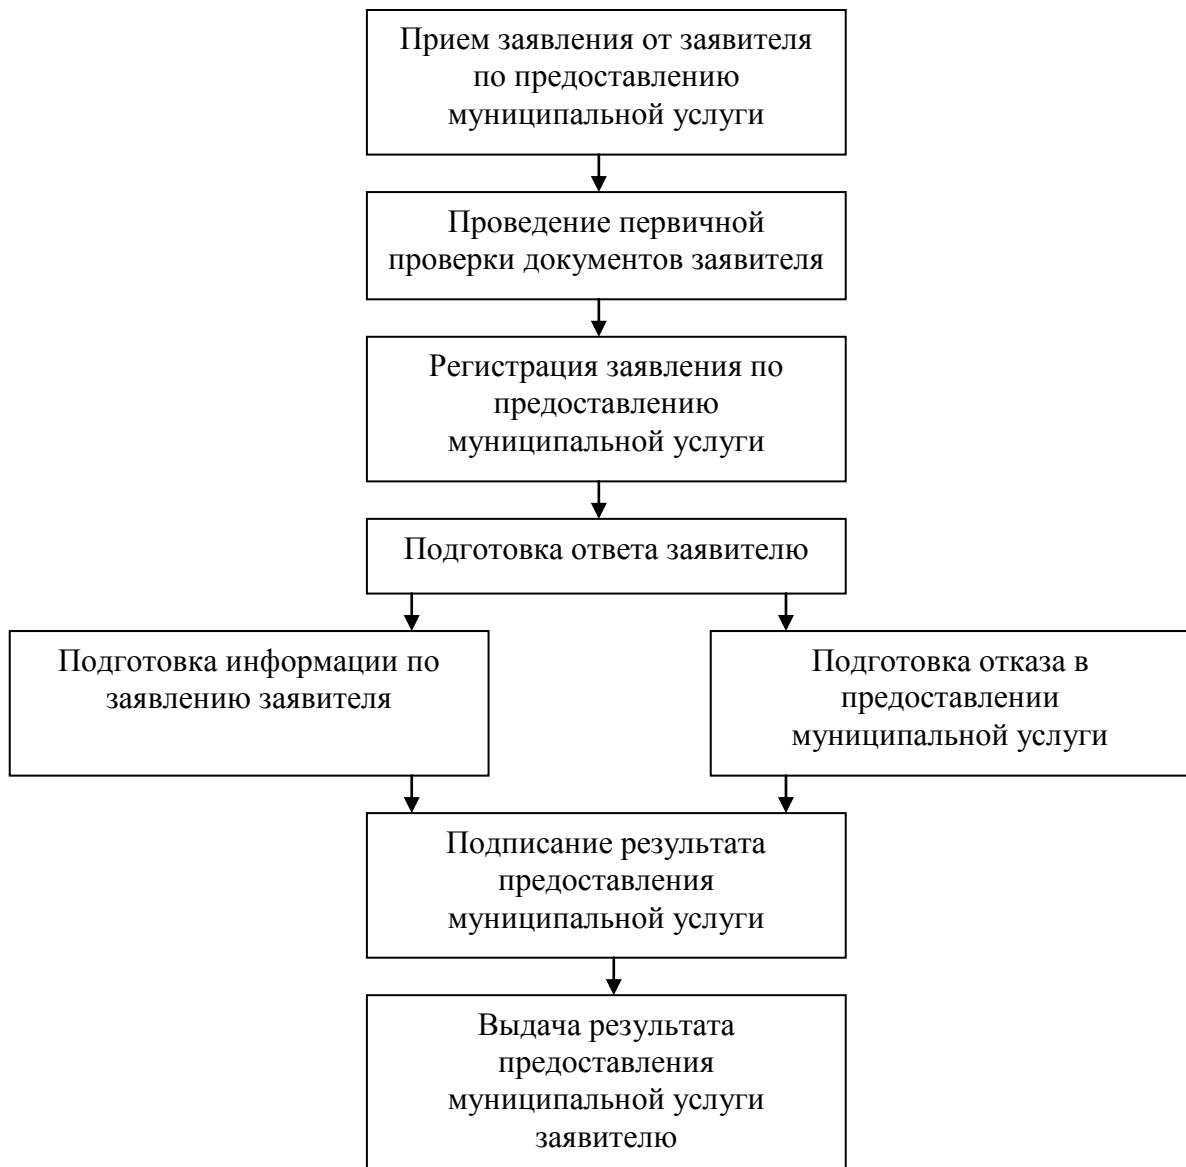 Прием заявления от заявителя
по предоставлению
муниципальной услуги
Проведение первичной
проверки документов заявителя
Регистрация заявления по
предоставлению
муниципальной услуги
Подготовка ответа заявителю
Подготовка информации по
заявлению заявителя
Подготовка отказа в
предоставлении
муниципальной услуги
Подписание результата
предоставления
муниципальной услуги
Выдача результата
предоставления
муниципальной услуги
заявителю